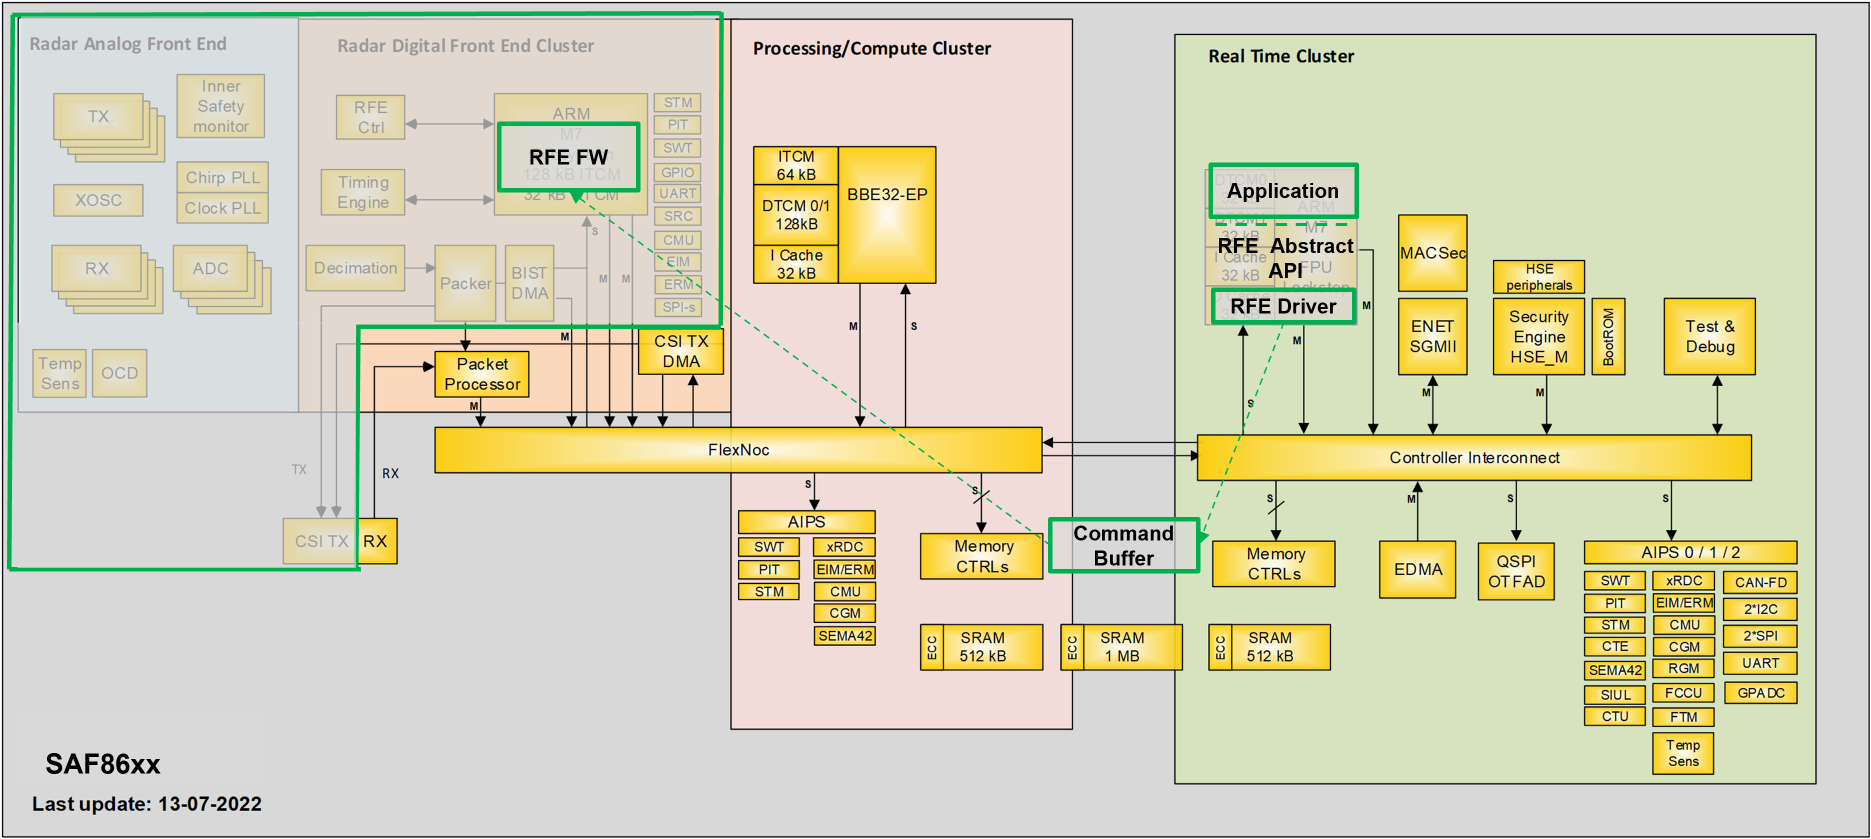 Radar Analog Front End
TX
Inner
Safety
monitor
XOSC
Chirp PLL
Clock PLL
RX
ADC
Temp
Sens
OCD
Radar Digital Front End Cluster
RFE
Ctrl
ARM
M7
RFE FW
128 kB ITCM
Timing
Engine
Decimation
Packer
BIST
DMA
STM
PIT
SWT
GPIO
UART
SRC
CMU
EIM
ERM
SPI-s
S
M
M
M
CSI TX
DMA
Packet
Processor
M
TX
RX
CSI TX
RX
FlexNoc
Processing/Compute Cluster
ITCM
64 kB
DTCM 0/1
128kB
I Cache
32 kB
BBE32-EP
M
S
S
S
AIPS
SWT
PIT
STM
xRDC
EIM/ERM
CMU
CGM
SEMA42
Memory
CTRLs
ECC
SRAM
512 kB
ECC
SRAM
1 MB
Command
Buffer
Real Time Cluster
Application
ARM
M7
RFE Abstract
API
I Cache
32 kB
FPU
Lockstep
RFE Driver
M
M
S
MACSec
ENET
SGMII
M
HSE
peripherals
Security
Engine
HSE_M
BootROM
M
Test &
Debug
Controller Interconnect
S
M
S
S
Memory
CTRLs
EDMA
QSPI
OTFAD
AIPS 0 / 1 / 2
SWT
PIT
STM
CTE
SEMA42
SIUL
CTU
xRDC
EIM/ERM
CMU
CGM
RGM
FCCU
FTM
Temp
Sens
CAN-FD
2*I2C
2*SPI
UART
GPADC
ECC
SRAM
512 kB
SAF86xx
Last update: 13-07-2022